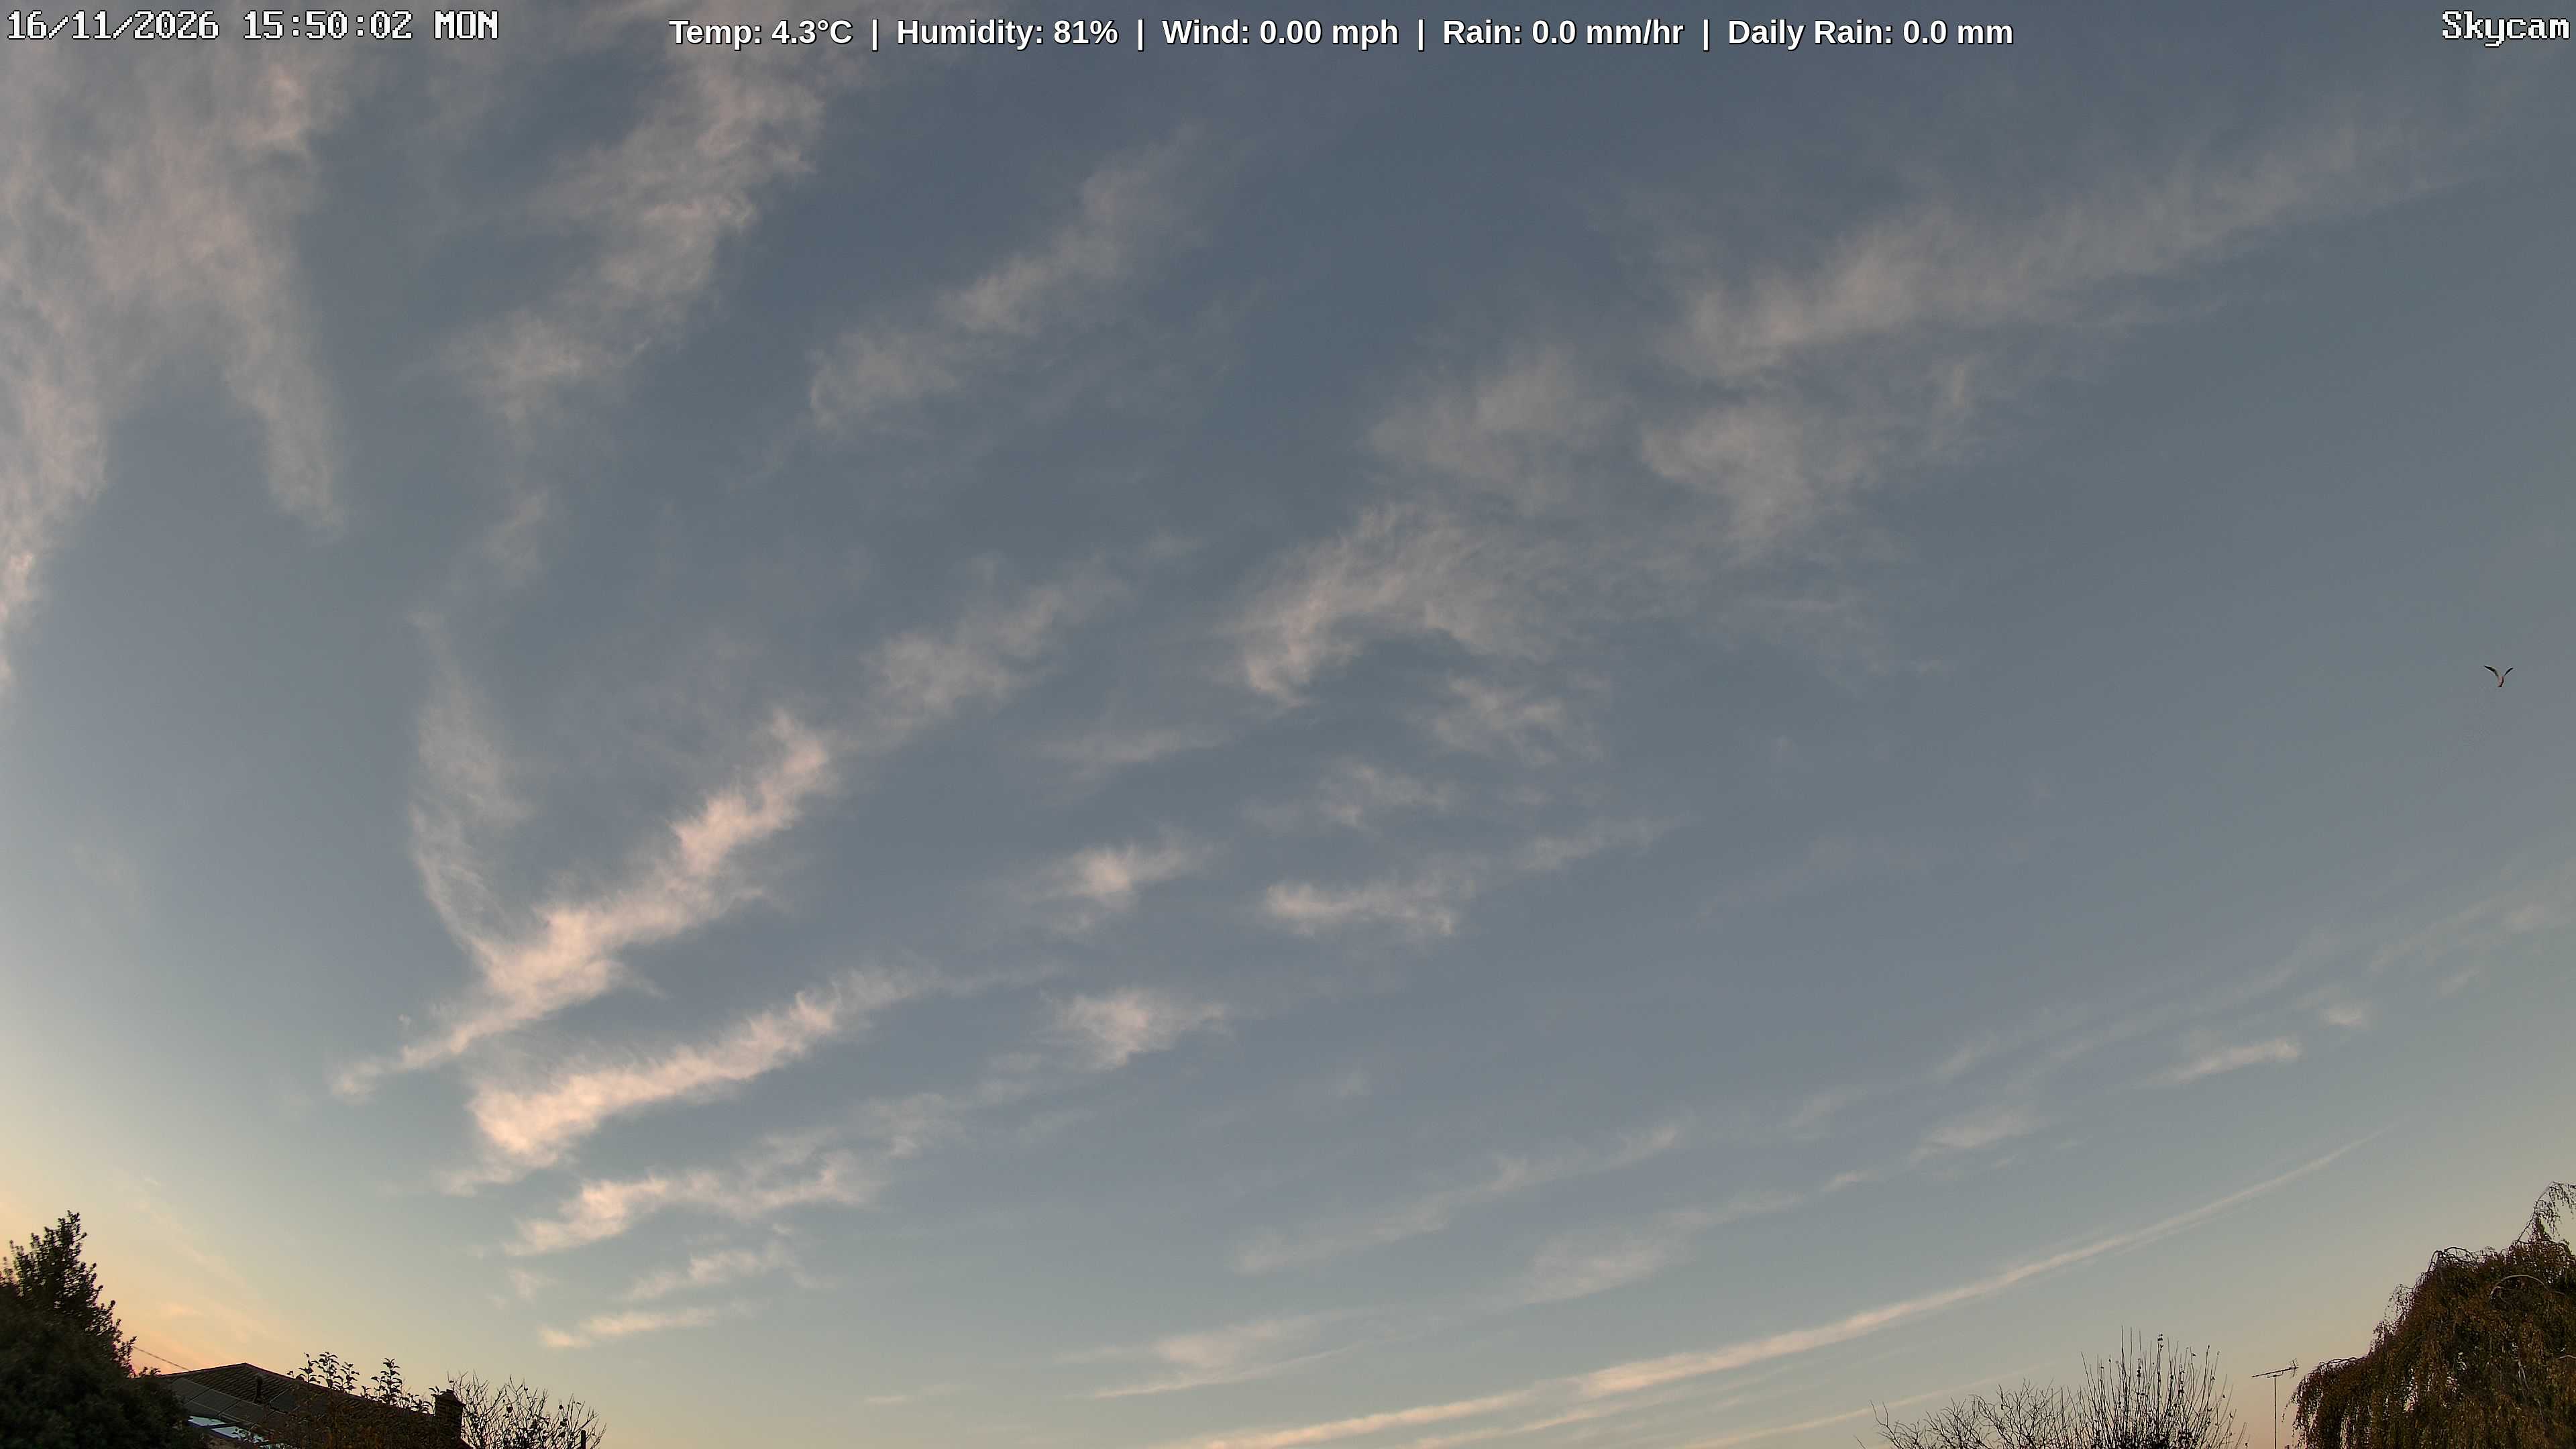 16/11/2026 15:50:02 MON
Temp: 4.3°C | Humidity: 81% | Wind: 0.00 mph | Rain: 0.0 mm/hr | Daily Rain: 0.0 mm
Skycam